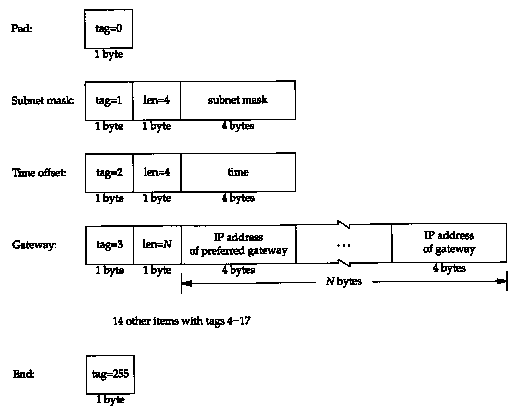 Pad: tag=0
1 byte
Subnet mask: tag=1 len=4 subnet mask
1 byte 1 byte 4 bytes
Time offset: tag=2 len=4 time
1 byte 1 byte 4 bytes
Gateway: tag=3 len=N IP address of preferred gateway ... IP address of gateway
1 byte 1 byte 4 bytes 4 bytes
N bytes
14 other items with tags 4–17
End: tag=255
1 byte